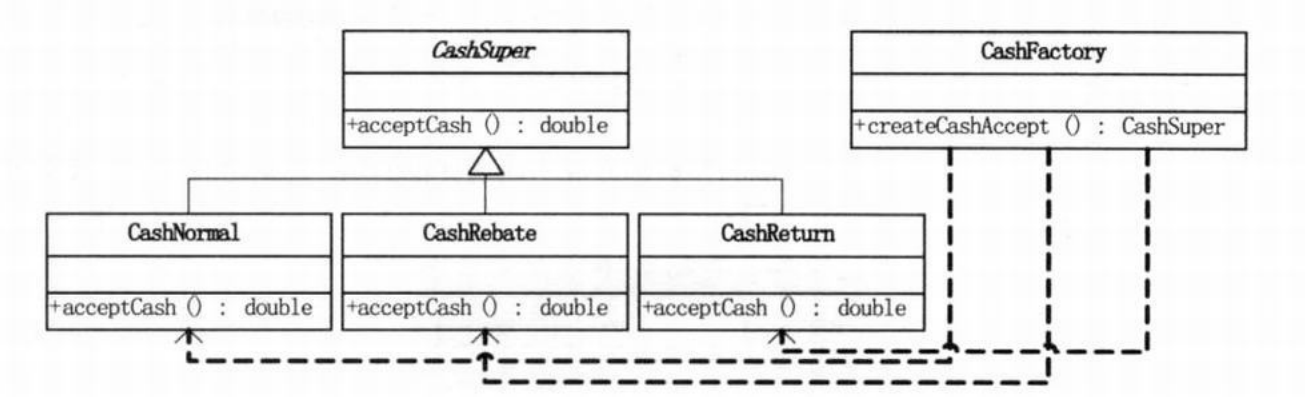 CashSuper
+acceptCash () : double
CashFactory
+createCashAccept () : CashSuper
CashNormal
+acceptCash () : double
CashRebate
+acceptCash () : double
CashReturn
+acceptCash () : double